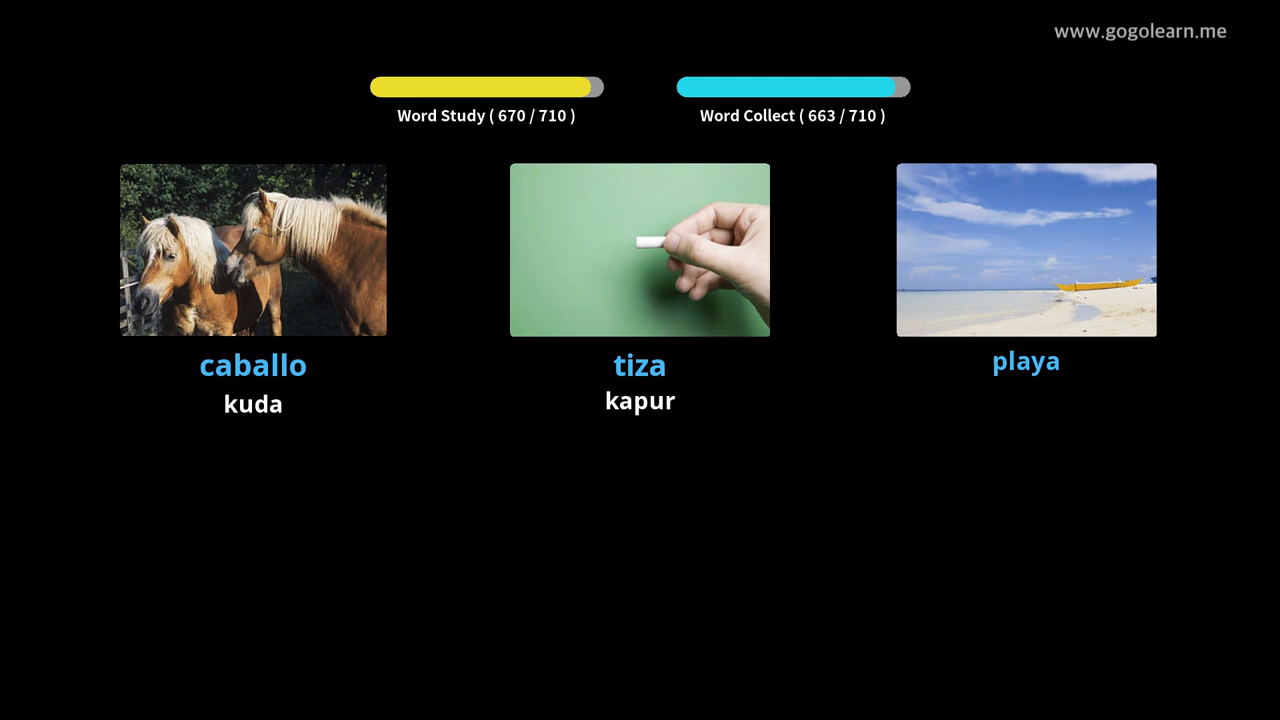 www.gogolearn.me
Word Study ( 670 / 710 )
Word Collect ( 663 / 710 )
caballo
kuda
tiza
kapur
playa